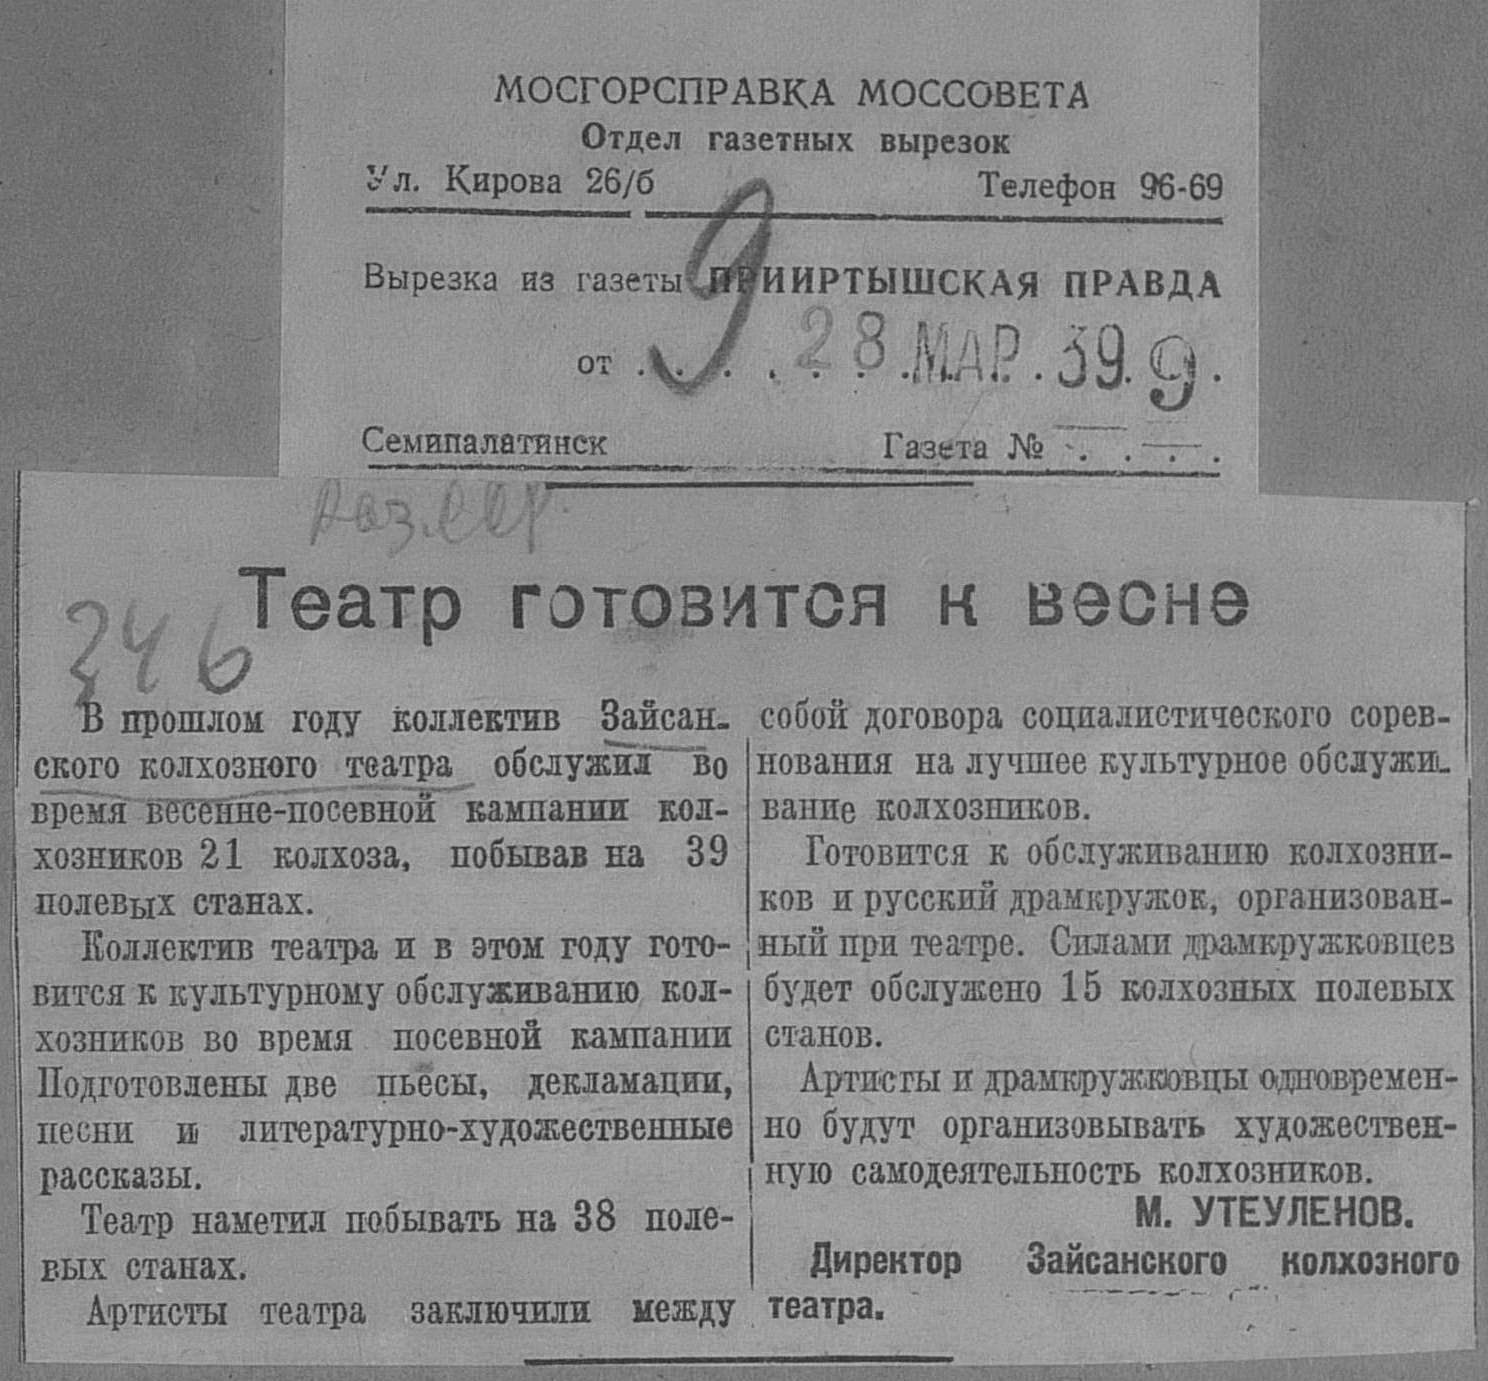 МОСГОРСПРАВКА МОССОВЕТА
Отдел газетных вырезок
Ул. Кирова 26/б Телефон 96-69
Вырезка из газеты ПРИИРТЫШСКАЯ ПРАВДА
9
от . . . . . 28 МАР. 39. 9.
Семипалатинск Газета № . . . .
Каз.ССР.
Театр готовится к весне
246
В прошлом году коллектив Зайсан-
ского колхозного театра обслужил во
время весенне-посевной кампании кол-
хозников 21 колхоза, побывав на 39
полевых станах.
Коллектив театра и в этом году гото-
вится к культурному обслуживанию кол-
хозников во время посевной кампании
Подготовлены две пьесы, декламации,
песни и литературно-художественные
рассказы.
Театр наметил побывать на 38 поле-
вых станах.
Артисты театра заключили между
собой договора социалистического сорев-
нования на лучшее культурное обслужи-
вание колхозников.
Готовится к обслуживанию колхозни-
ков и русский драмкружок, организован-
ный при театре. Силами драмкружковцев
будет обслужено 15 колхозных полевых
станов.
Артисты и драмкружковцы одновремен-
но будут организовывать художествен-
ную самодеятельность колхозников.
М. УТЕУЛЕНОВ.
Директор Зайсанского колхозного
театра.